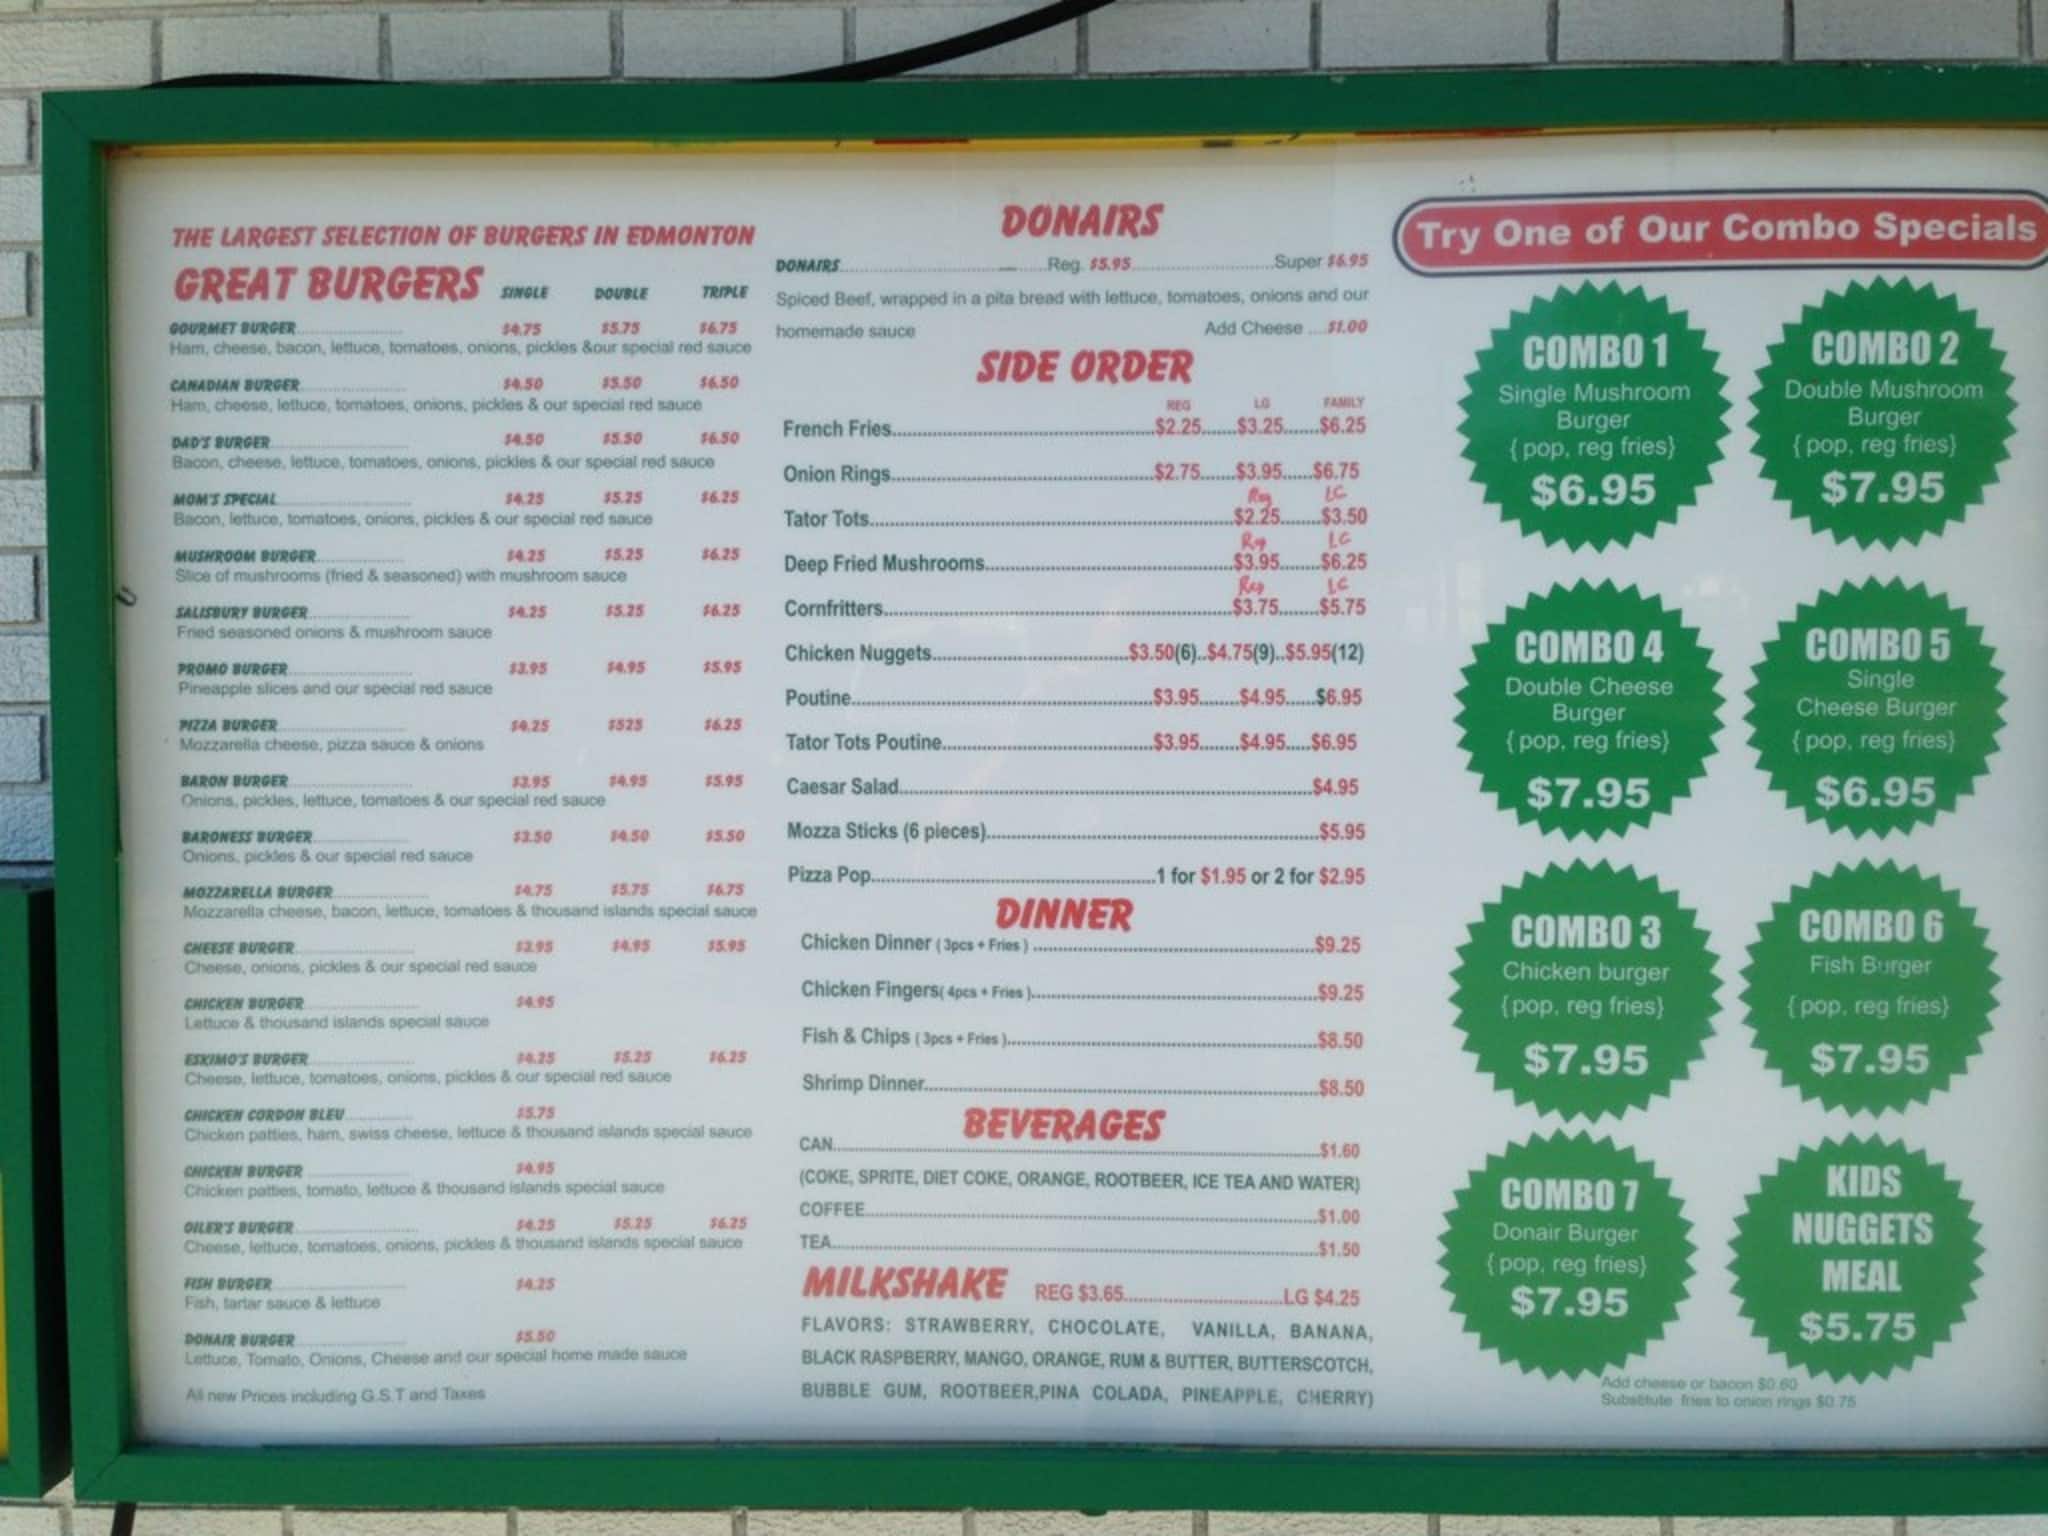 THE LARGEST SELECTION OF BURGERS IN EDMONTON
GREAT BURGERS SINGLE DOUBLE TRIPLE
GOURMET BURGER $4.75 $5.75 $6.75
Ham, cheese, bacon, lettuce, tomatoes, onions, pickles &our special red sauce
CANADIAN BURGER $4.50 $5.50 $6.50
Ham, cheese, lettuce, tomatoes, onions, pickles & our special red sauce
DAD'S BURGER $4.50 $5.50 $6.50
Bacon, cheese, lettuce, tomatoes, onions, pickles & our special red sauce
MOM'S SPECIAL $4.25 $5.25 $6.25
Bacon, lettuce, tomatoes, onions, pickles & our special red sauce
MUSHROOM BURGER $4.25 $5.25 $6.25
Slice of mushrooms (fried & seasoned) with mushroom sauce
SALISBURY BURGER $4.25 $5.25 $6.25
Fried seasoned onions & mushroom sauce
PROMO BURGER $3.95 $4.95 $5.95
Pineapple slices and our special red sauce
PIZZA BURGER $4.25 $525 $6.25
Mozzarella cheese, pizza sauce & onions
BARON BURGER $3.95 $4.95 $5.95
Onions, pickles, lettuce, tomatoes & our special red sauce
BARONESS BURGER $3.50 $4.50 $5.50
Onions, pickles & our special red sauce
MOZZARELLA BURGER $4.75 $5.75 $6.75
Mozzarella cheese, bacon, lettuce, tomatoes & thousand islands special sauce
CHEESE BURGER $3.95 $4.95 $5.95
Cheese, onions, pickles & our special red sauce
CHICKEN BURGER $4.95
Lettuce & thousand islands special sauce
ESKIMO'S BURGER $4.25 $5.25 $6.25
Cheese, lettuce, tomatoes, onions, pickles & our special red sauce
CHICKEN CORDON BLEU $5.75
Chicken patties, ham, swiss cheese, lettuce & thousand islands special sauce
CHICKEN BURGER $4.95
Chicken patties, tomato, lettuce & thousand islands special sauce
OILER'S BURGER $4.25 $5.25 $6.25
Cheese, lettuce, tomatoes, onions, pickles & thousand islands special sauce
FISH BURGER $4.25
Fish, tartar sauce & lettuce
DONAIR BURGER $5.50
Lettuce, Tomato, Onions, Cheese and our special home made sauce
All new Prices including G.S.T and Taxes
DONAIRS
DONAIRS Reg. $5.95 Super $6.95
Spiced Beef, wrapped in a pita bread with lettuce, tomatoes, onions and our
homemade sauce Add Cheese ....$1.00
SIDE ORDER
REG LG FAMILY
French Fries $2.25 $3.25 $6.25
Onion Rings $2.75 $3.95 $6.75
Reg LG
Tator Tots $2.25 $3.50
Reg LG
Deep Fried Mushrooms $3.95 $6.25
Reg LG
Cornfritters $3.75 $5.75
Chicken Nuggets $3.50(6)..$4.75(9)..$5.95(12)
Poutine $3.95 $4.95 $6.95
Tator Tots Poutine $3.95 $4.95 $6.95
Caesar Salad $4.95
Mozza Sticks (6 pieces) $5.95
Pizza Pop 1 for $1.95 or 2 for $2.95
DINNER
Chicken Dinner ( 3pcs + Fries ) $9.25
Chicken Fingers( 4pcs + Fries ) $9.25
Fish & Chips ( 3pcs + Fries ) $8.50
Shrimp Dinner $8.50
BEVERAGES
CAN $1.60
(COKE, SPRITE, DIET COKE, ORANGE, ROOTBEER, ICE TEA AND WATER)
COFFEE $1.00
TEA $1.50
MILKSHAKE REG $3.65 LG $4.25
FLAVORS: STRAWBERRY, CHOCOLATE, VANILLA, BANANA,
BLACK RASPBERRY, MANGO, ORANGE, RUM & BUTTER, BUTTERSCOTCH,
BUBBLE GUM, ROOTBEER,PINA COLADA, PINEAPPLE, CHERRY)
Try One of Our Combo Specials
COMBO 1
Single Mushroom
Burger
{ pop, reg fries}
$6.95
COMBO 2
Double Mushroom
Burger
{ pop, reg fries}
$7.95
COMBO 4
Double Cheese
Burger
{ pop, reg fries}
$7.95
COMBO 5
Single
Cheese Burger
{ pop, reg fries}
$6.95
COMBO 3
Chicken burger
{pop, reg fries}
$7.95
COMBO 6
Fish Burger
{ pop, reg fries}
$7.95
COMBO 7
Donair Burger
{ pop, reg fries}
$7.95
KIDS
NUGGETS
MEAL
$5.75
Add cheese or bacon $0.60
Substitute fries to onion rings $0.75